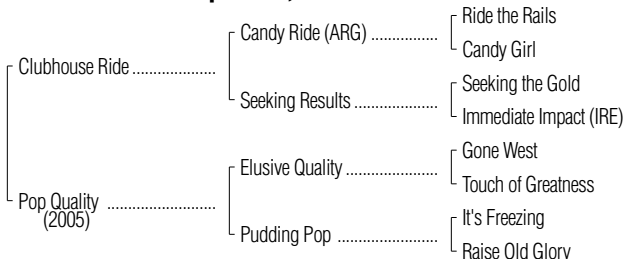 Ride the Rails
Candy Ride (ARG) ................
Candy Girl
Clubhouse Ride ....................
Seeking the Gold
Seeking Results ....................
Immediate Impact (IRE)
Gone West
Elusive Quality ......................
Touch of Greatness
Pop Quality ..........................
(2005)
It's Freezing
Pudding Pop ........................
Raise Old Glory